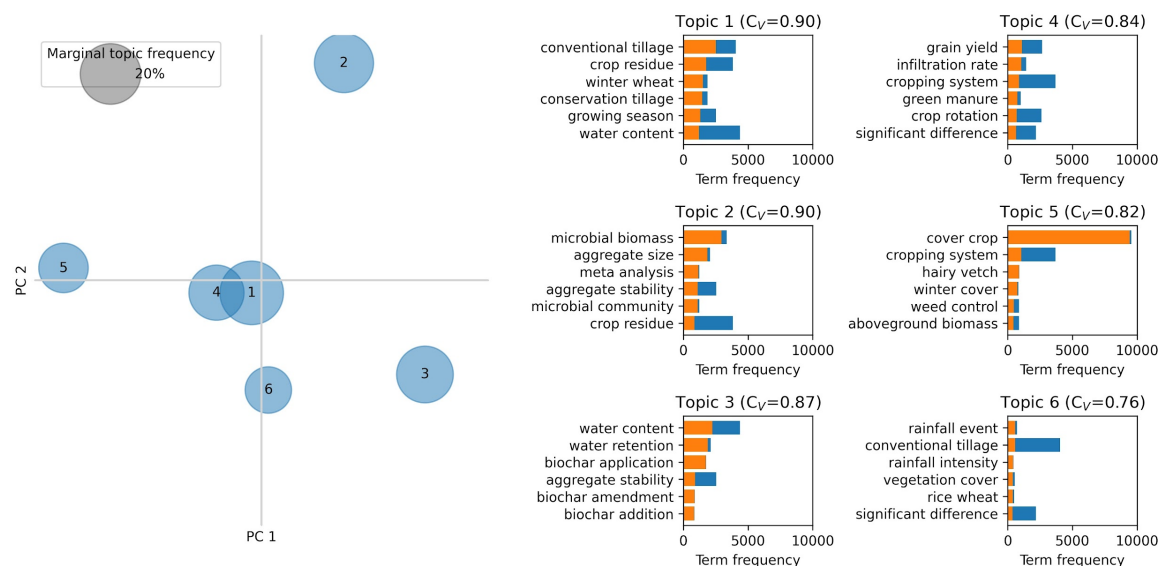 Marginal topic frequency
20%
2
5
4
1
3
6
PC 2
PC 1
Topic 1 (CV=0.90)
conventional tillage
crop residue
winter wheat
conservation tillage
growing season
water content
0 5000 10000
Term frequency
Topic 4 (CV=0.84)
grain yield
infiltration rate
cropping system
green manure
crop rotation
significant difference
0 5000 10000
Term frequency
Topic 2 (CV=0.90)
microbial biomass
aggregate size
meta analysis
aggregate stability
microbial community
crop residue
0 5000 10000
Term frequency
Topic 5 (CV=0.82)
cover crop
cropping system
hairy vetch
winter cover
weed control
aboveground biomass
0 5000 10000
Term frequency
Topic 3 (CV=0.87)
water content
water retention
biochar application
aggregate stability
biochar amendment
biochar addition
0 5000 10000
Term frequency
Topic 6 (CV=0.76)
rainfall event
conventional tillage
rainfall intensity
vegetation cover
rice wheat
significant difference
0 5000 10000
Term frequency